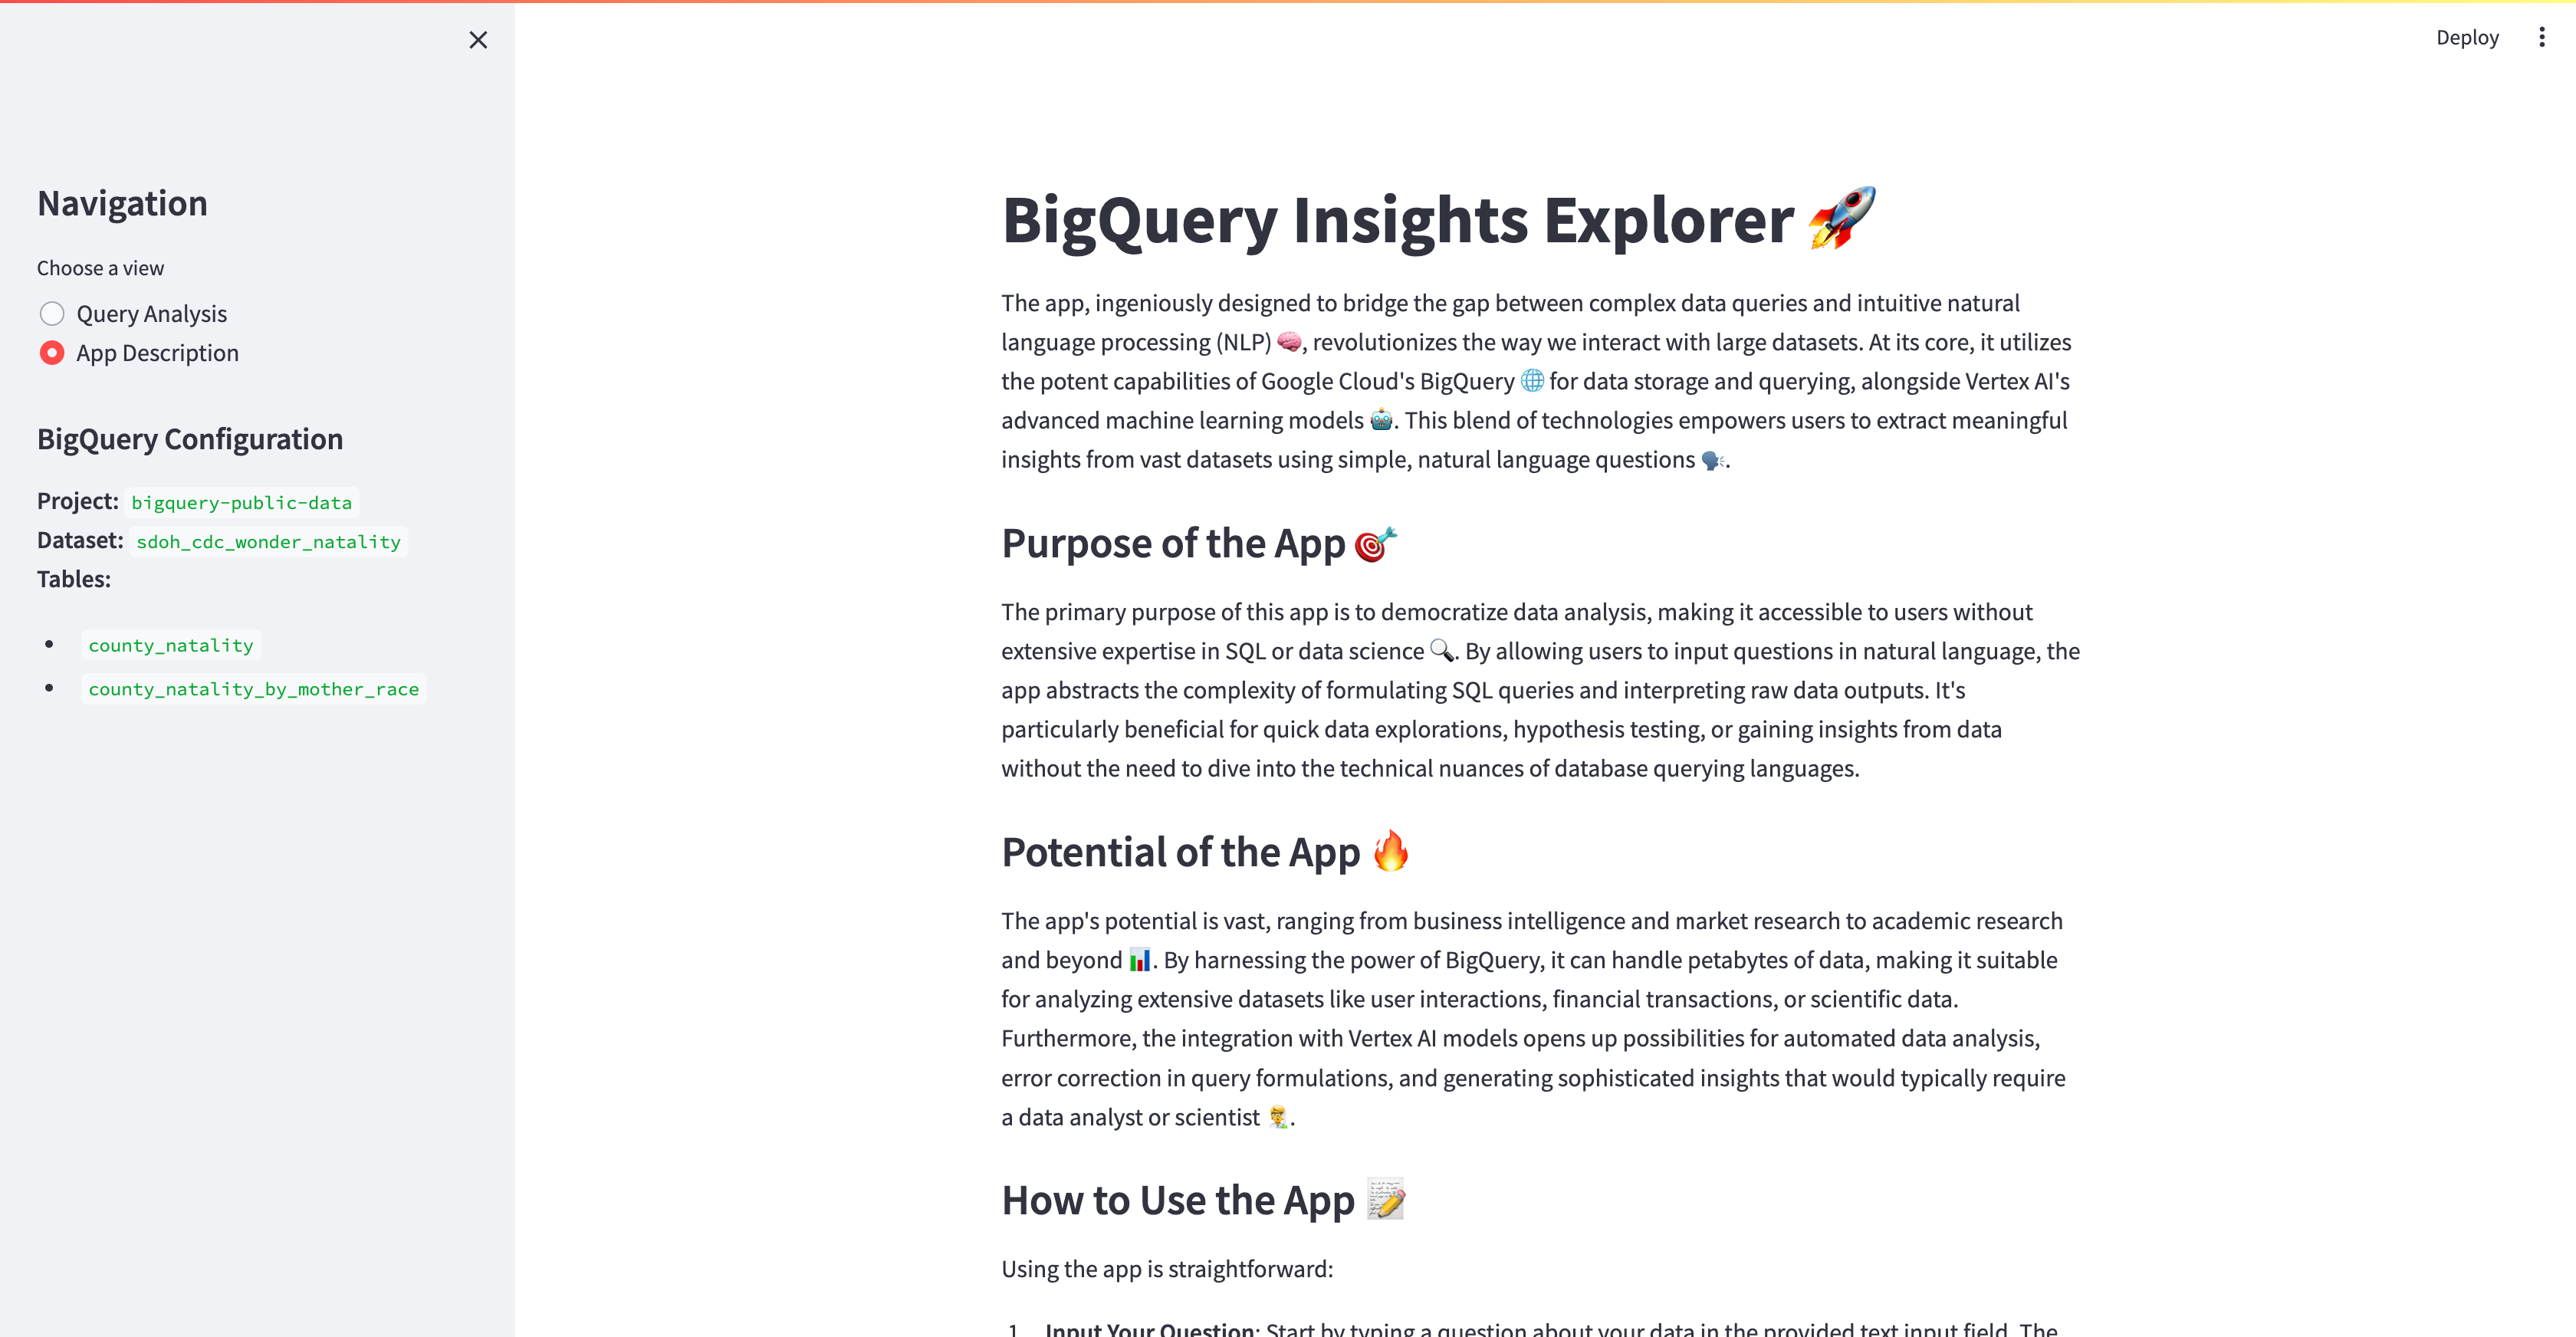 Deploy
Navigation
Choose a view
Query Analysis
App Description
BigQuery Configuration
Project: bigquery-public-data
Dataset: sdoh_cdc_wonder_natality
Tables:
• county_natality
• county_natality_by_mother_race
BigQuery Insights Explorer 🚀
The app, ingeniously designed to bridge the gap between complex data queries and intuitive natural
language processing (NLP) 🧠, revolutionizes the way we interact with large datasets. At its core, it utilizes
the potent capabilities of Google Cloud's BigQuery 🌐 for data storage and querying, alongside Vertex AI's
advanced machine learning models 🤖. This blend of technologies empowers users to extract meaningful
insights from vast datasets using simple, natural language questions 🗣️.
Purpose of the App 🎯
The primary purpose of this app is to democratize data analysis, making it accessible to users without
extensive expertise in SQL or data science 🔍. By allowing users to input questions in natural language, the
app abstracts the complexity of formulating SQL queries and interpreting raw data outputs. It's
particularly beneficial for quick data explorations, hypothesis testing, or gaining insights from data
without the need to dive into the technical nuances of database querying languages.
Potential of the App 🔥
The app's potential is vast, ranging from business intelligence and market research to academic research
and beyond 📊. By harnessing the power of BigQuery, it can handle petabytes of data, making it suitable
for analyzing extensive datasets like user interactions, financial transactions, or scientific data.
Furthermore, the integration with Vertex AI models opens up possibilities for automated data analysis,
error correction in query formulations, and generating sophisticated insights that would typically require
a data analyst or scientist 👨‍🔬.
How to Use the App 📝
Using the app is straightforward:
1. Input Your Question: Start by typing a question about your data in the provided text input field. The